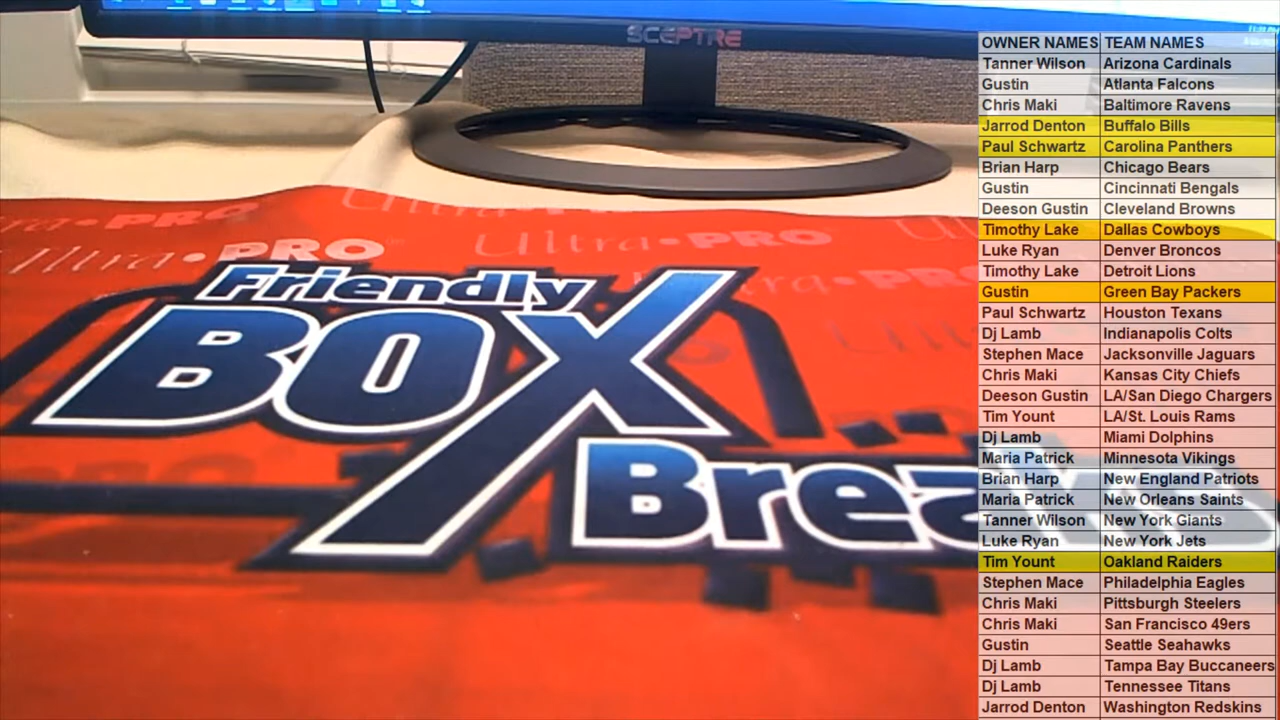 SCEPTRE
Ultra PRO
Ultra PRO
Ultra PRO
Friendly
BOX
Brea
OWNER NAMES TEAM NAMES
Tanner Wilson Arizona Cardinals
Gustin Atlanta Falcons
Chris Maki Baltimore Ravens
Jarrod Denton Buffalo Bills
Paul Schwartz Carolina Panthers
Brian Harp Chicago Bears
Gustin Cincinnati Bengals
Deeson Gustin Cleveland Browns
Timothy Lake Dallas Cowboys
Luke Ryan Denver Broncos
Timothy Lake Detroit Lions
Gustin Green Bay Packers
Paul Schwartz Houston Texans
Dj Lamb Indianapolis Colts
Stephen Mace Jacksonville Jaguars
Chris Maki Kansas City Chiefs
Deeson Gustin LA/San Diego Chargers
Tim Yount LA/St. Louis Rams
Dj Lamb Miami Dolphins
Maria Patrick Minnesota Vikings
Brian Harp New England Patriots
Maria Patrick New Orleans Saints
Tanner Wilson New York Giants
Luke Ryan New York Jets
Tim Yount Oakland Raiders
Stephen Mace Philadelphia Eagles
Chris Maki Pittsburgh Steelers
Chris Maki San Francisco 49ers
Gustin Seattle Seahawks
Dj Lamb Tampa Bay Buccaneers
Dj Lamb Tennessee Titans
Jarrod Denton Washington Redskins